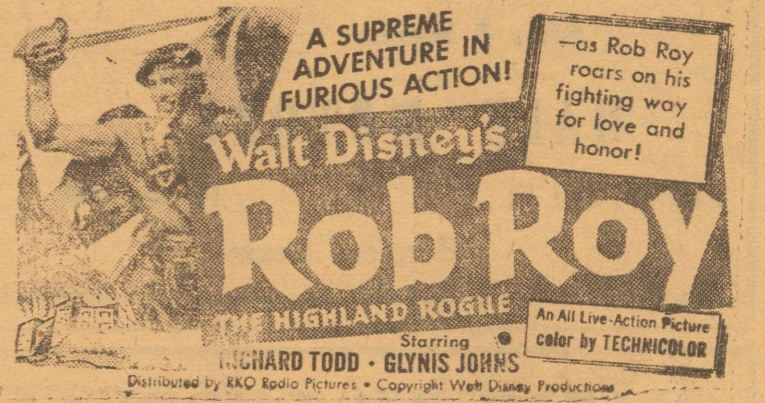 A SUPREME
ADVENTURE IN
FURIOUS ACTION!
—as Rob Roy
roars on his
fighting way
for love and
honor!
Walt Disney's
Rob Roy
THE HIGHLAND ROGUE
An All Live-Action Picture
color by TECHNICOLOR
Starring
RICHARD TODD • GLYNIS JOHNS
Distributed by RKO Radio Pictures • Copyright Walt Disney Productions